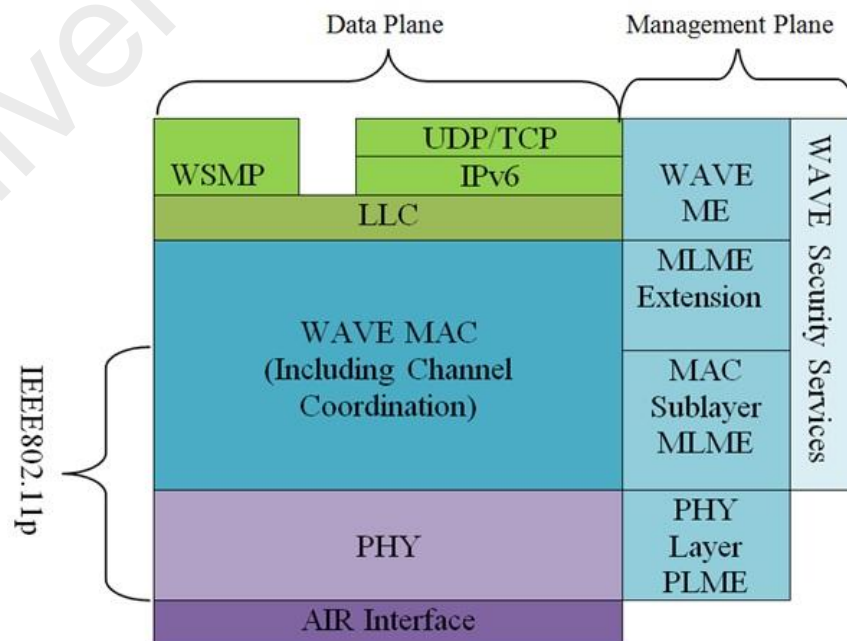 Data Plane
Management Plane
UDP/TCP
WSMP
IPv6
LLC
WAVE
ME
WAVE Security Services
MLME
Extension
WAVE MAC
(Including Channel
Coordination)
MAC
Sublayer
MLME
IEEE802.11p
PHY
PHY
Layer
PLME
AIR Interface